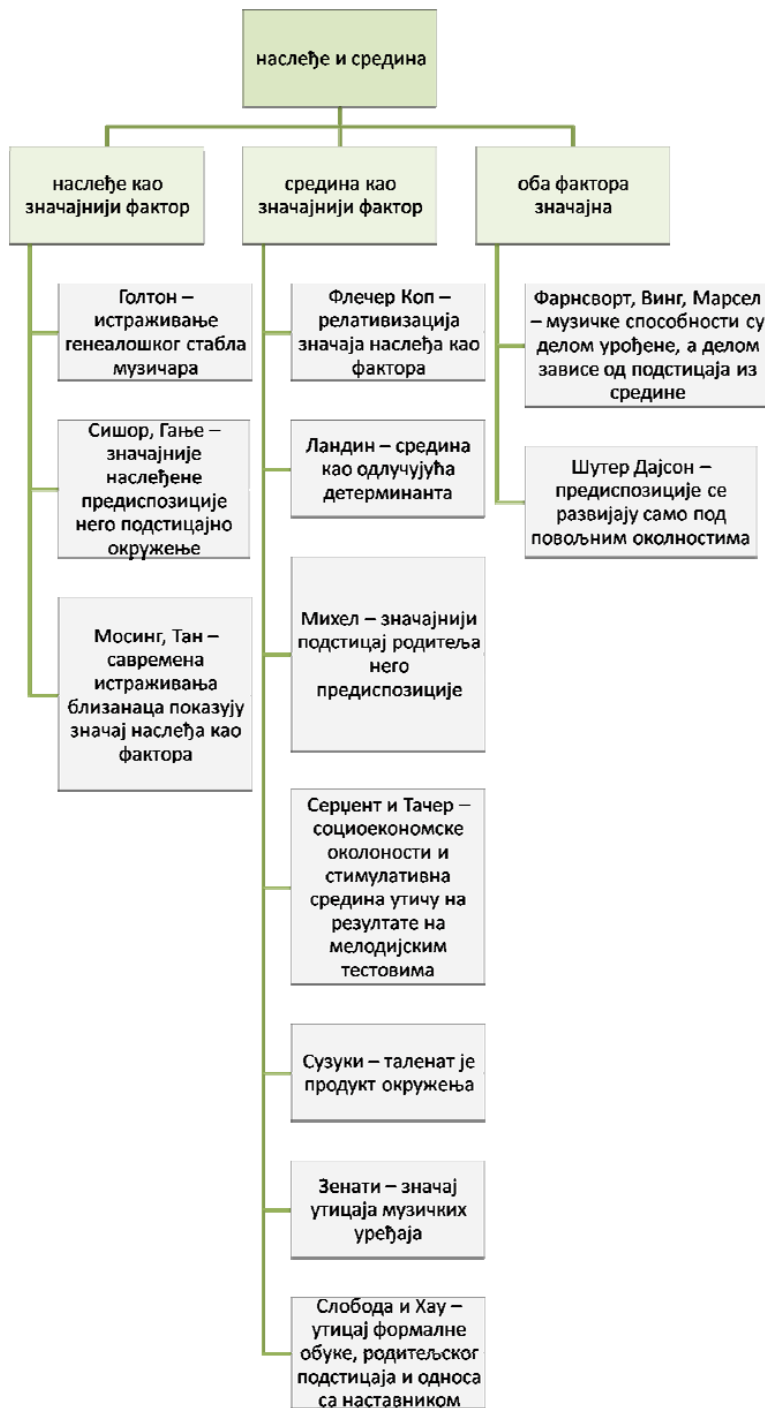 наслеђе и средина
наслеђе као
значајнији фактор
Голтон –
истраживање
генеалошког стабла
музичара
Сишор, Гање –
значајније
наслеђене
предиспозиције
него подстицајно
окружење
Мосинг, Тан –
савремена
истраживања
близанаца показују
значај наслеђа као
фактора
средина као
значајнији фактор
Флечер Коп –
релативизација
значаја наслеђа као
фактора
Ландин – средина
као одлучујућа
детерминанта
Михел – значајнији
подстицај родитеља
него
предиспозиције
Серџент и Тачер –
социоекономске
околоности и
стимулативна
средина утичу на
резултате на
мелодијским
тестовима
Сузуки – таленат је
продукт окружења
Зенати – значај
утицаја музичких
уређаја
Слобода и Хау –
утицај формалне
обуке, родитељског
подстицаја и односа
са наставником
оба фактора
значајна
Фарнсворт, Винг, Марсел
– музичке способности су
делом урођене, а делом
зависе од подстицаја из
средине
Шутер Дајсон –
предиспозиције се
развијају само под
повољним околностима